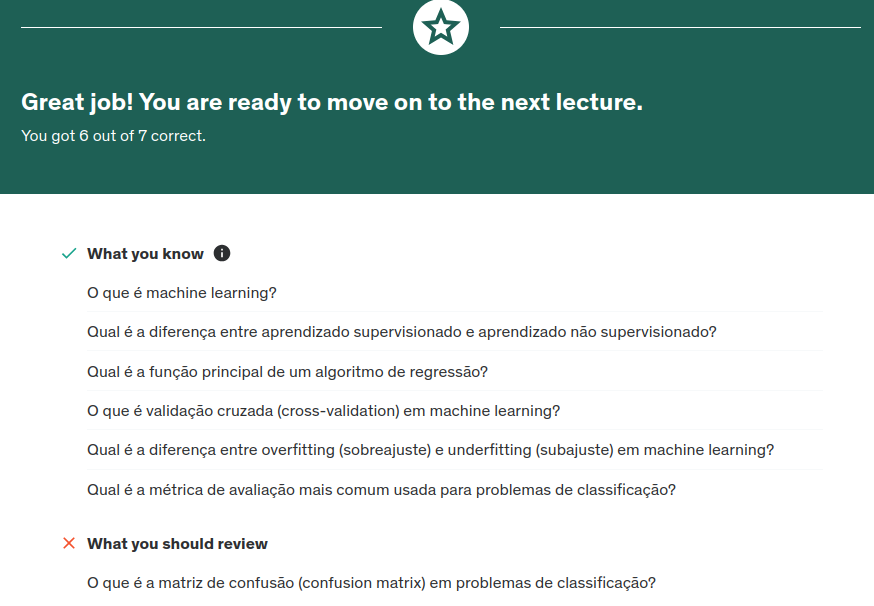 Great job! You are ready to move on to the next lecture.
You got 6 out of 7 correct.
What you know
O que é machine learning?
Qual é a diferença entre aprendizado supervisionado e aprendizado não supervisionado?
Qual é a função principal de um algoritmo de regressão?
O que é validação cruzada (cross-validation) em machine learning?
Qual é a diferença entre overfitting (sobreajuste) e underfitting (subajuste) em machine learning?
Qual é a métrica de avaliação mais comum usada para problemas de classificação?
What you should review
O que é a matriz de confusão (confusion matrix) em problemas de classificação?